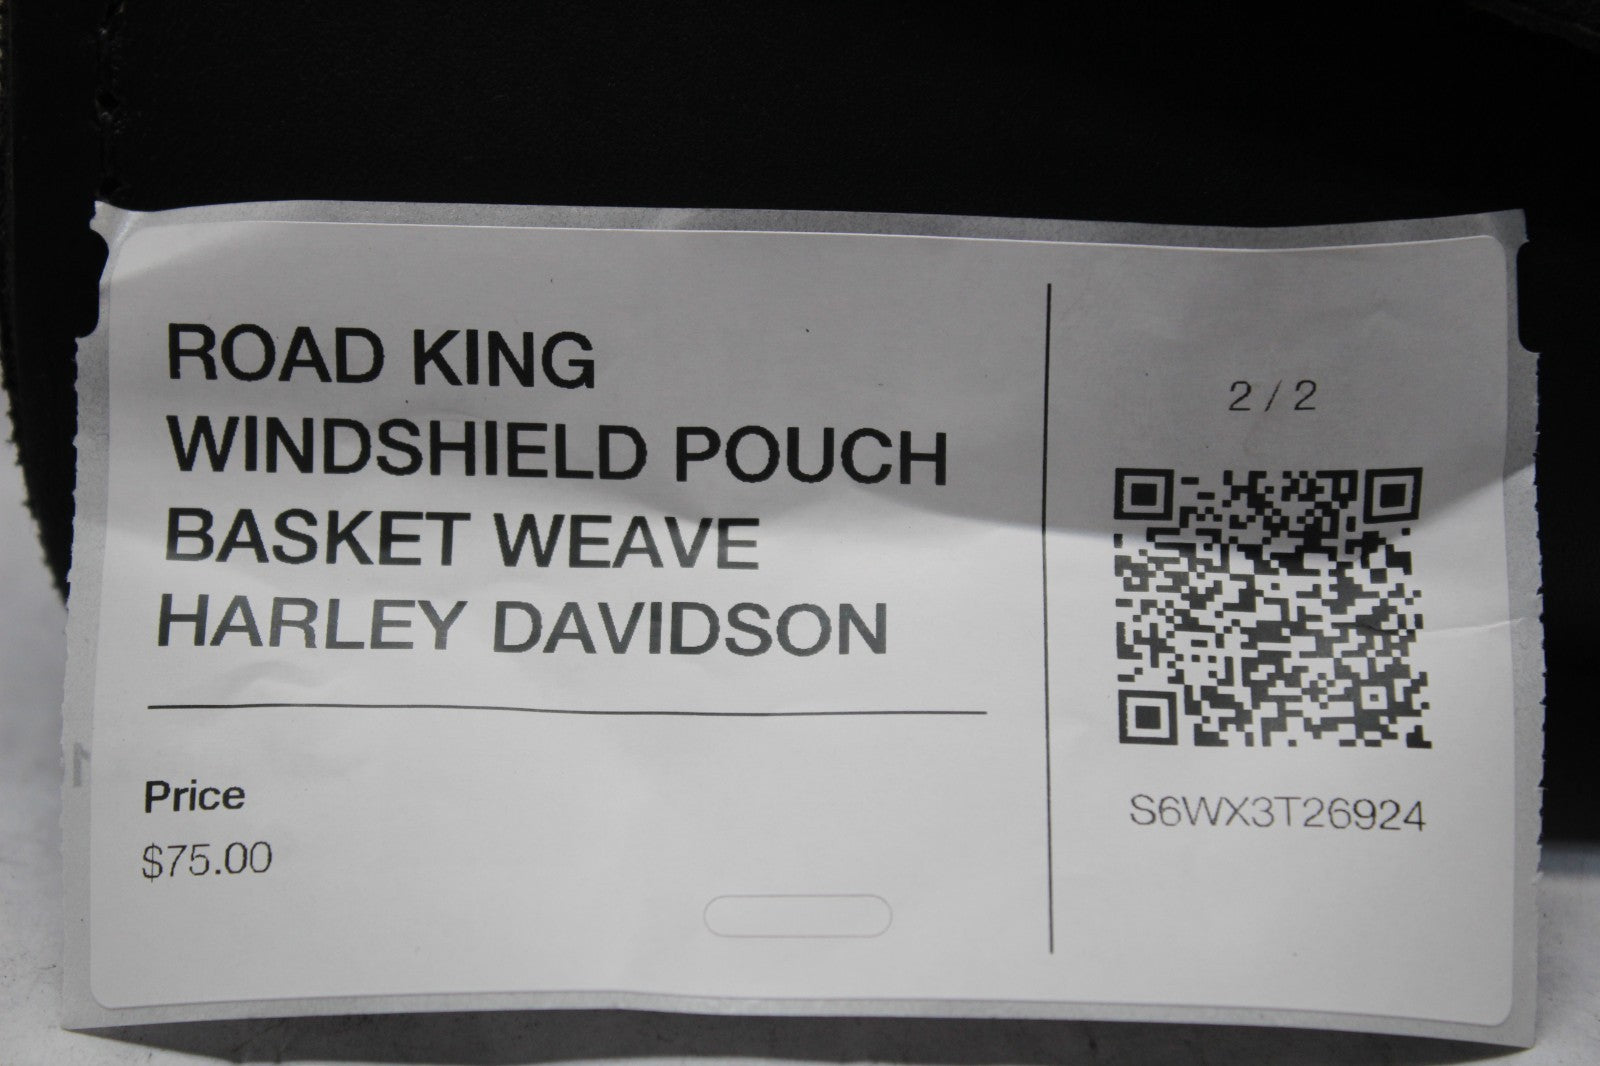 ROAD KING
WINDSHIELD POUCH
BASKET WEAVE
HARLEY DAVIDSON
Price
$75.00
2 / 2
S6WX3T26924